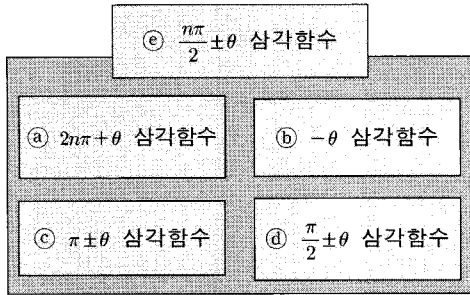 ⓔ nπ/2 ± θ 삼각함수
ⓐ 2nπ + θ 삼각함수
ⓑ −θ 삼각함수
ⓒ π ± θ 삼각함수
ⓓ π/2 ± θ 삼각함수